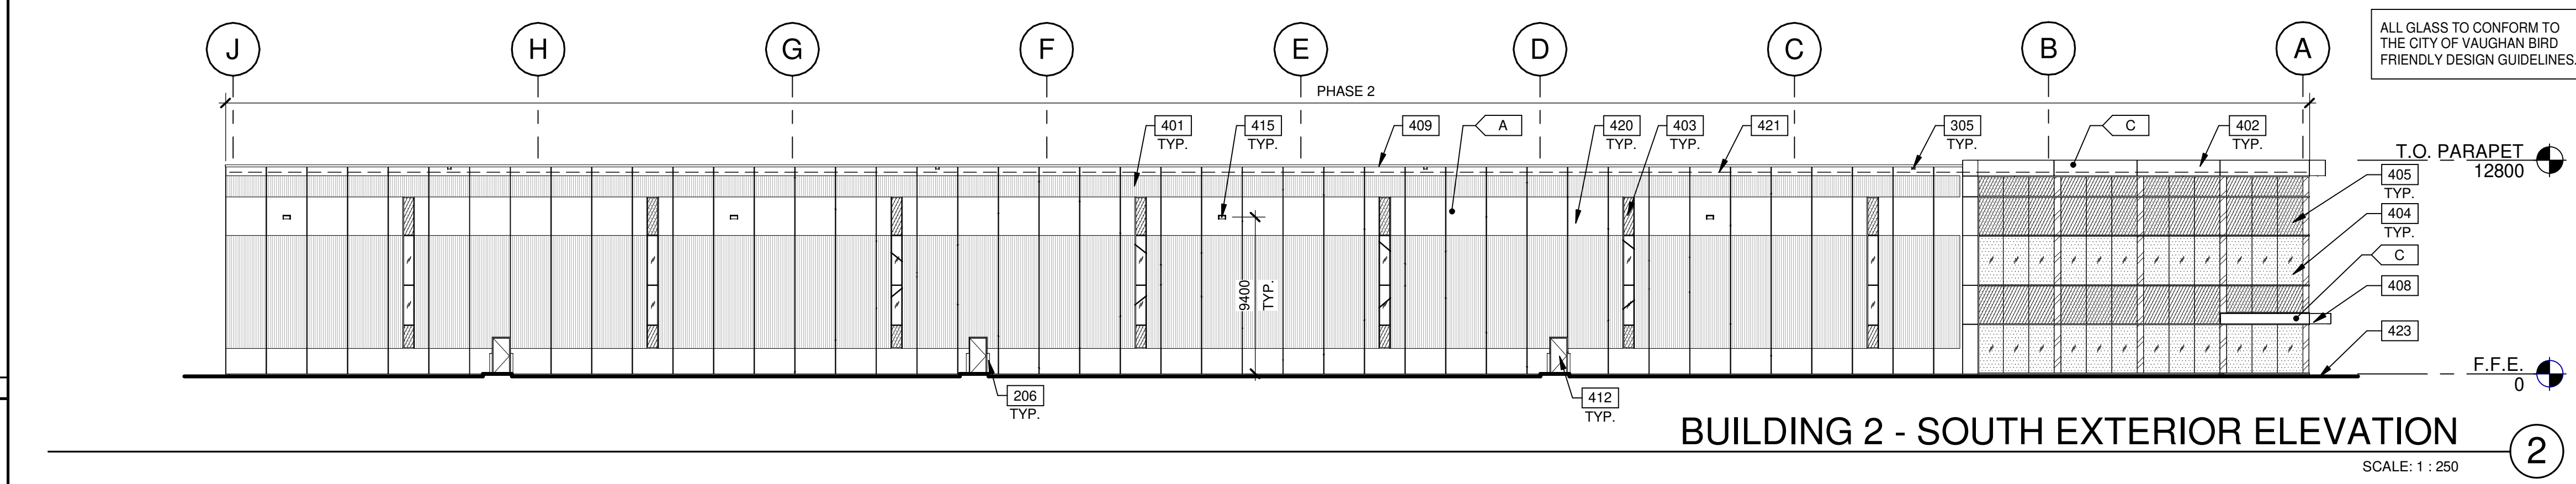 J
H
G
F
E
D
C
B
A
ALL GLASS TO CONFORM TO
THE CITY OF VAUGHAN BIRD
FRIENDLY DESIGN GUIDELINES.
PHASE 2
401
TYP.
415
TYP.
409
A
420
TYP.
403
TYP.
421
305
TYP.
C
402
TYP.
T.O. PARAPET
12800
405
TYP.
404
TYP.
C
408
423
9400
TYP.
F.F.E.
0
206
TYP.
412
TYP.
BUILDING 2 - SOUTH EXTERIOR ELEVATION
2
SCALE: 1 : 250